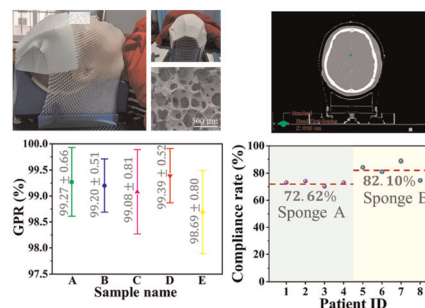 500 μm
Standard
GPR (%)
100.0
99.5
99.0
98.5
98.0
97.5
99.27 ± 0.66
99.20 ± 0.51
99.08 ± 0.81
99.39 ± 0.52
98.69 ± 0.80
A B C D E
Sample name
Compliance rate (%)
100
80
60
40
20
0
72.62%
Sponge A
82.10%
Sponge B
1 2 3 4 5 6 7 8
Patient ID